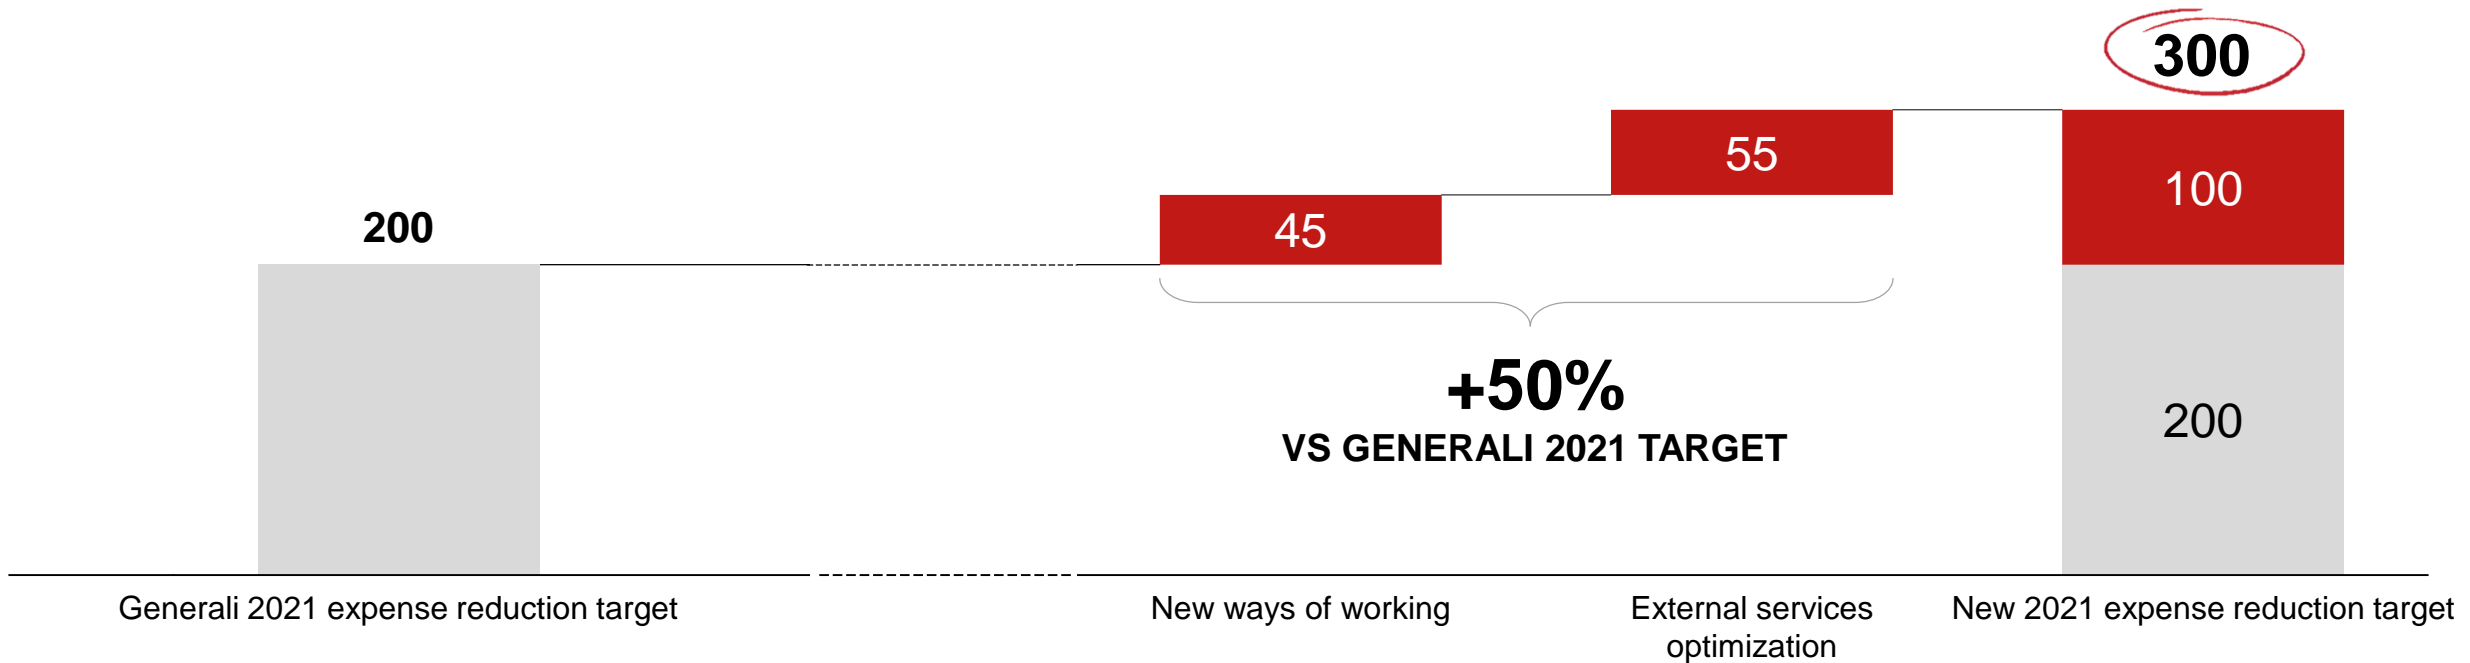 300
55
100
200
45
+50%
VS GENERALI 2021 TARGET
200
Generali 2021 expense reduction target
New ways of working
External services
optimization
New 2021 expense reduction target